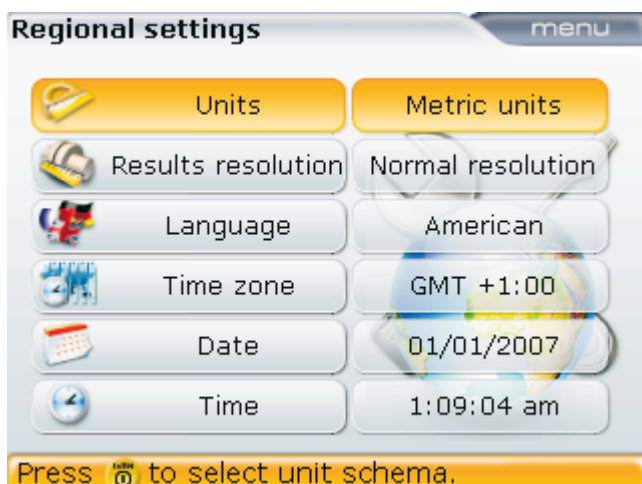 Regional settings menu
Units Metric units
Results resolution Normal resolution
Language American
Time zone GMT +1:00
Date 01/01/2007
Time 1:09:04 am
Press to select unit schema.